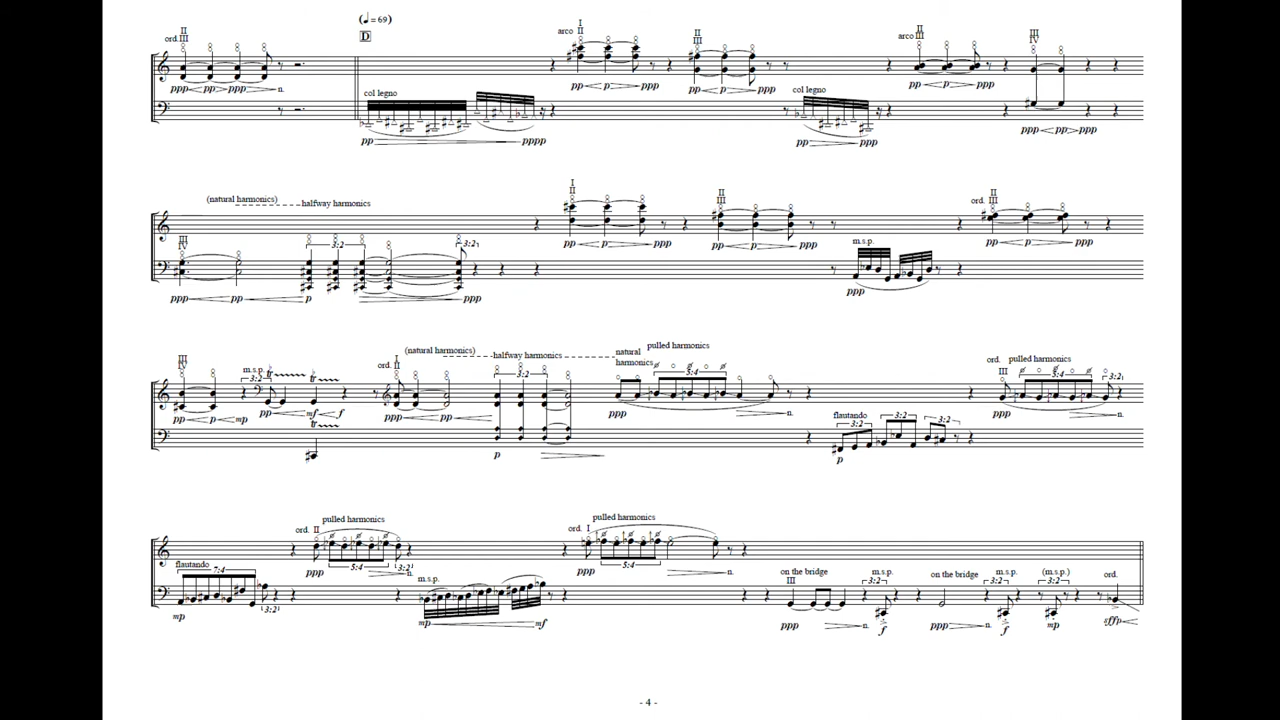 (♩= 69)
D
II
ord. III
ppp pp ppp n.
col legno
pp pppp
I
arco II
pp p ppp
II
III
pp p ppp
col legno
pp ppp
II
arco III
pp p ppp
III
IV
ppp pp ppp
(natural harmonics) halfway harmonics
III
IV
3:2 3:2
ppp pp p ppp
I
II
pp p ppp
II
III
pp p ppp
m.s.p.
ppp
II
ord. III
pp p ppp
III
IV
pp p mp
m.s.p.
3:2
tr tr
pp mf f
tr
(natural harmonics) halfway harmonics natural harmonics
I
ord. II
3:2
ppp pp p
pulled harmonics
5:4
ppp n.
flautando
3:2 3:2 3:2
p
ord. pulled harmonics
III
5:4 3:2
ppp n.
flautando
7:4
3:2
mp
ord. II pulled harmonics
5:4 3:2
ppp n.
m.s.p.
mp mf
ord. I pulled harmonics
5:4
ppp n.
on the bridge
III
ppp n.
m.s.p.
3:2
f
on the bridge
ppp n.
m.s.p.
3:2
f
(m.s.p.)
3:2
mp
ord.
sffp
- 4 -